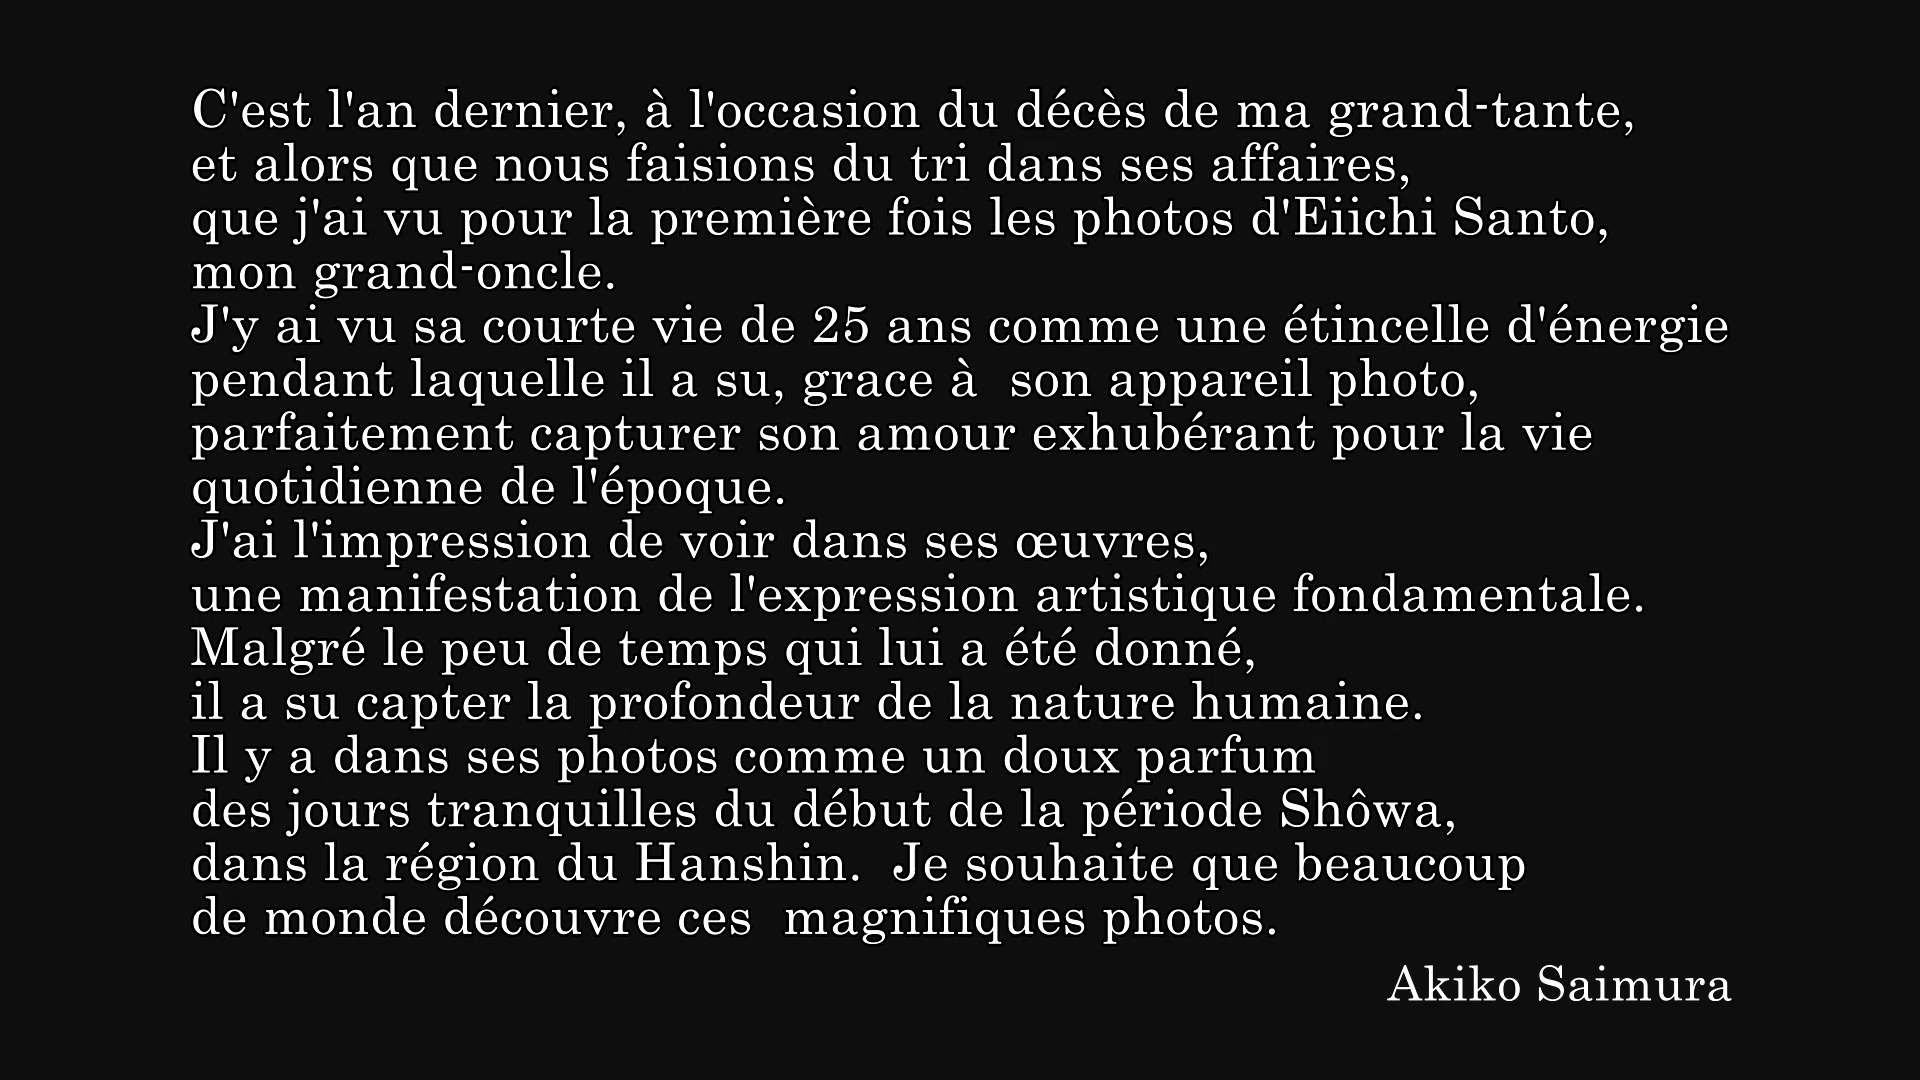 C'est l'an dernier, à l'occasion du décès de ma grand-tante,
et alors que nous faisions du tri dans ses affaires,
que j'ai vu pour la première fois les photos d'Eiichi Santo,
mon grand-oncle.
J'y ai vu sa courte vie de 25 ans comme une étincelle d'énergie
pendant laquelle il a su, grace à  son appareil photo,
parfaitement capturer son amour exhubérant pour la vie
quotidienne de l'époque.
J'ai l'impression de voir dans ses œuvres,
une manifestation de l'expression artistique fondamentale.
Malgré le peu de temps qui lui a été donné,
il a su capter la profondeur de la nature humaine.
Il y a dans ses photos comme un doux parfum
des jours tranquilles du début de la période Shôwa,
dans la région du Hanshin.  Je souhaite que beaucoup
de monde découvre ces  magnifiques photos.
Akiko Saimura